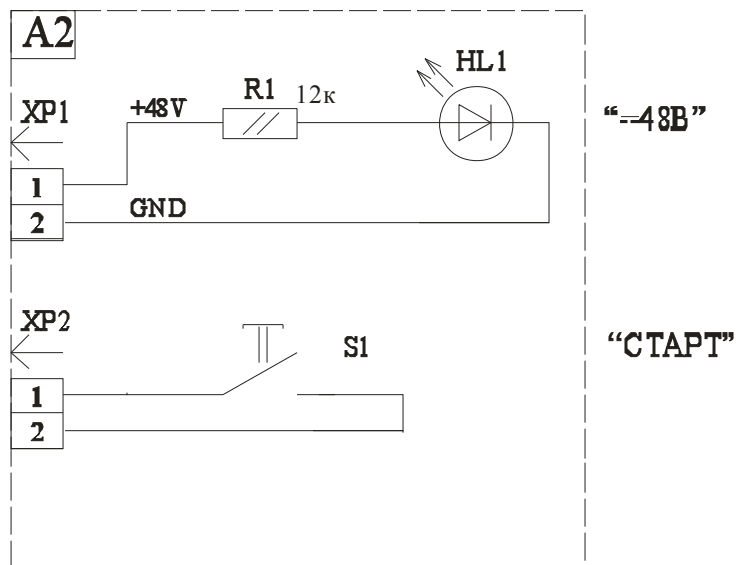 A2
HL1
R1 12к
XP1 +48V "--48В"
1
GND
2
XP2
S1 "СТАРТ"
1
2